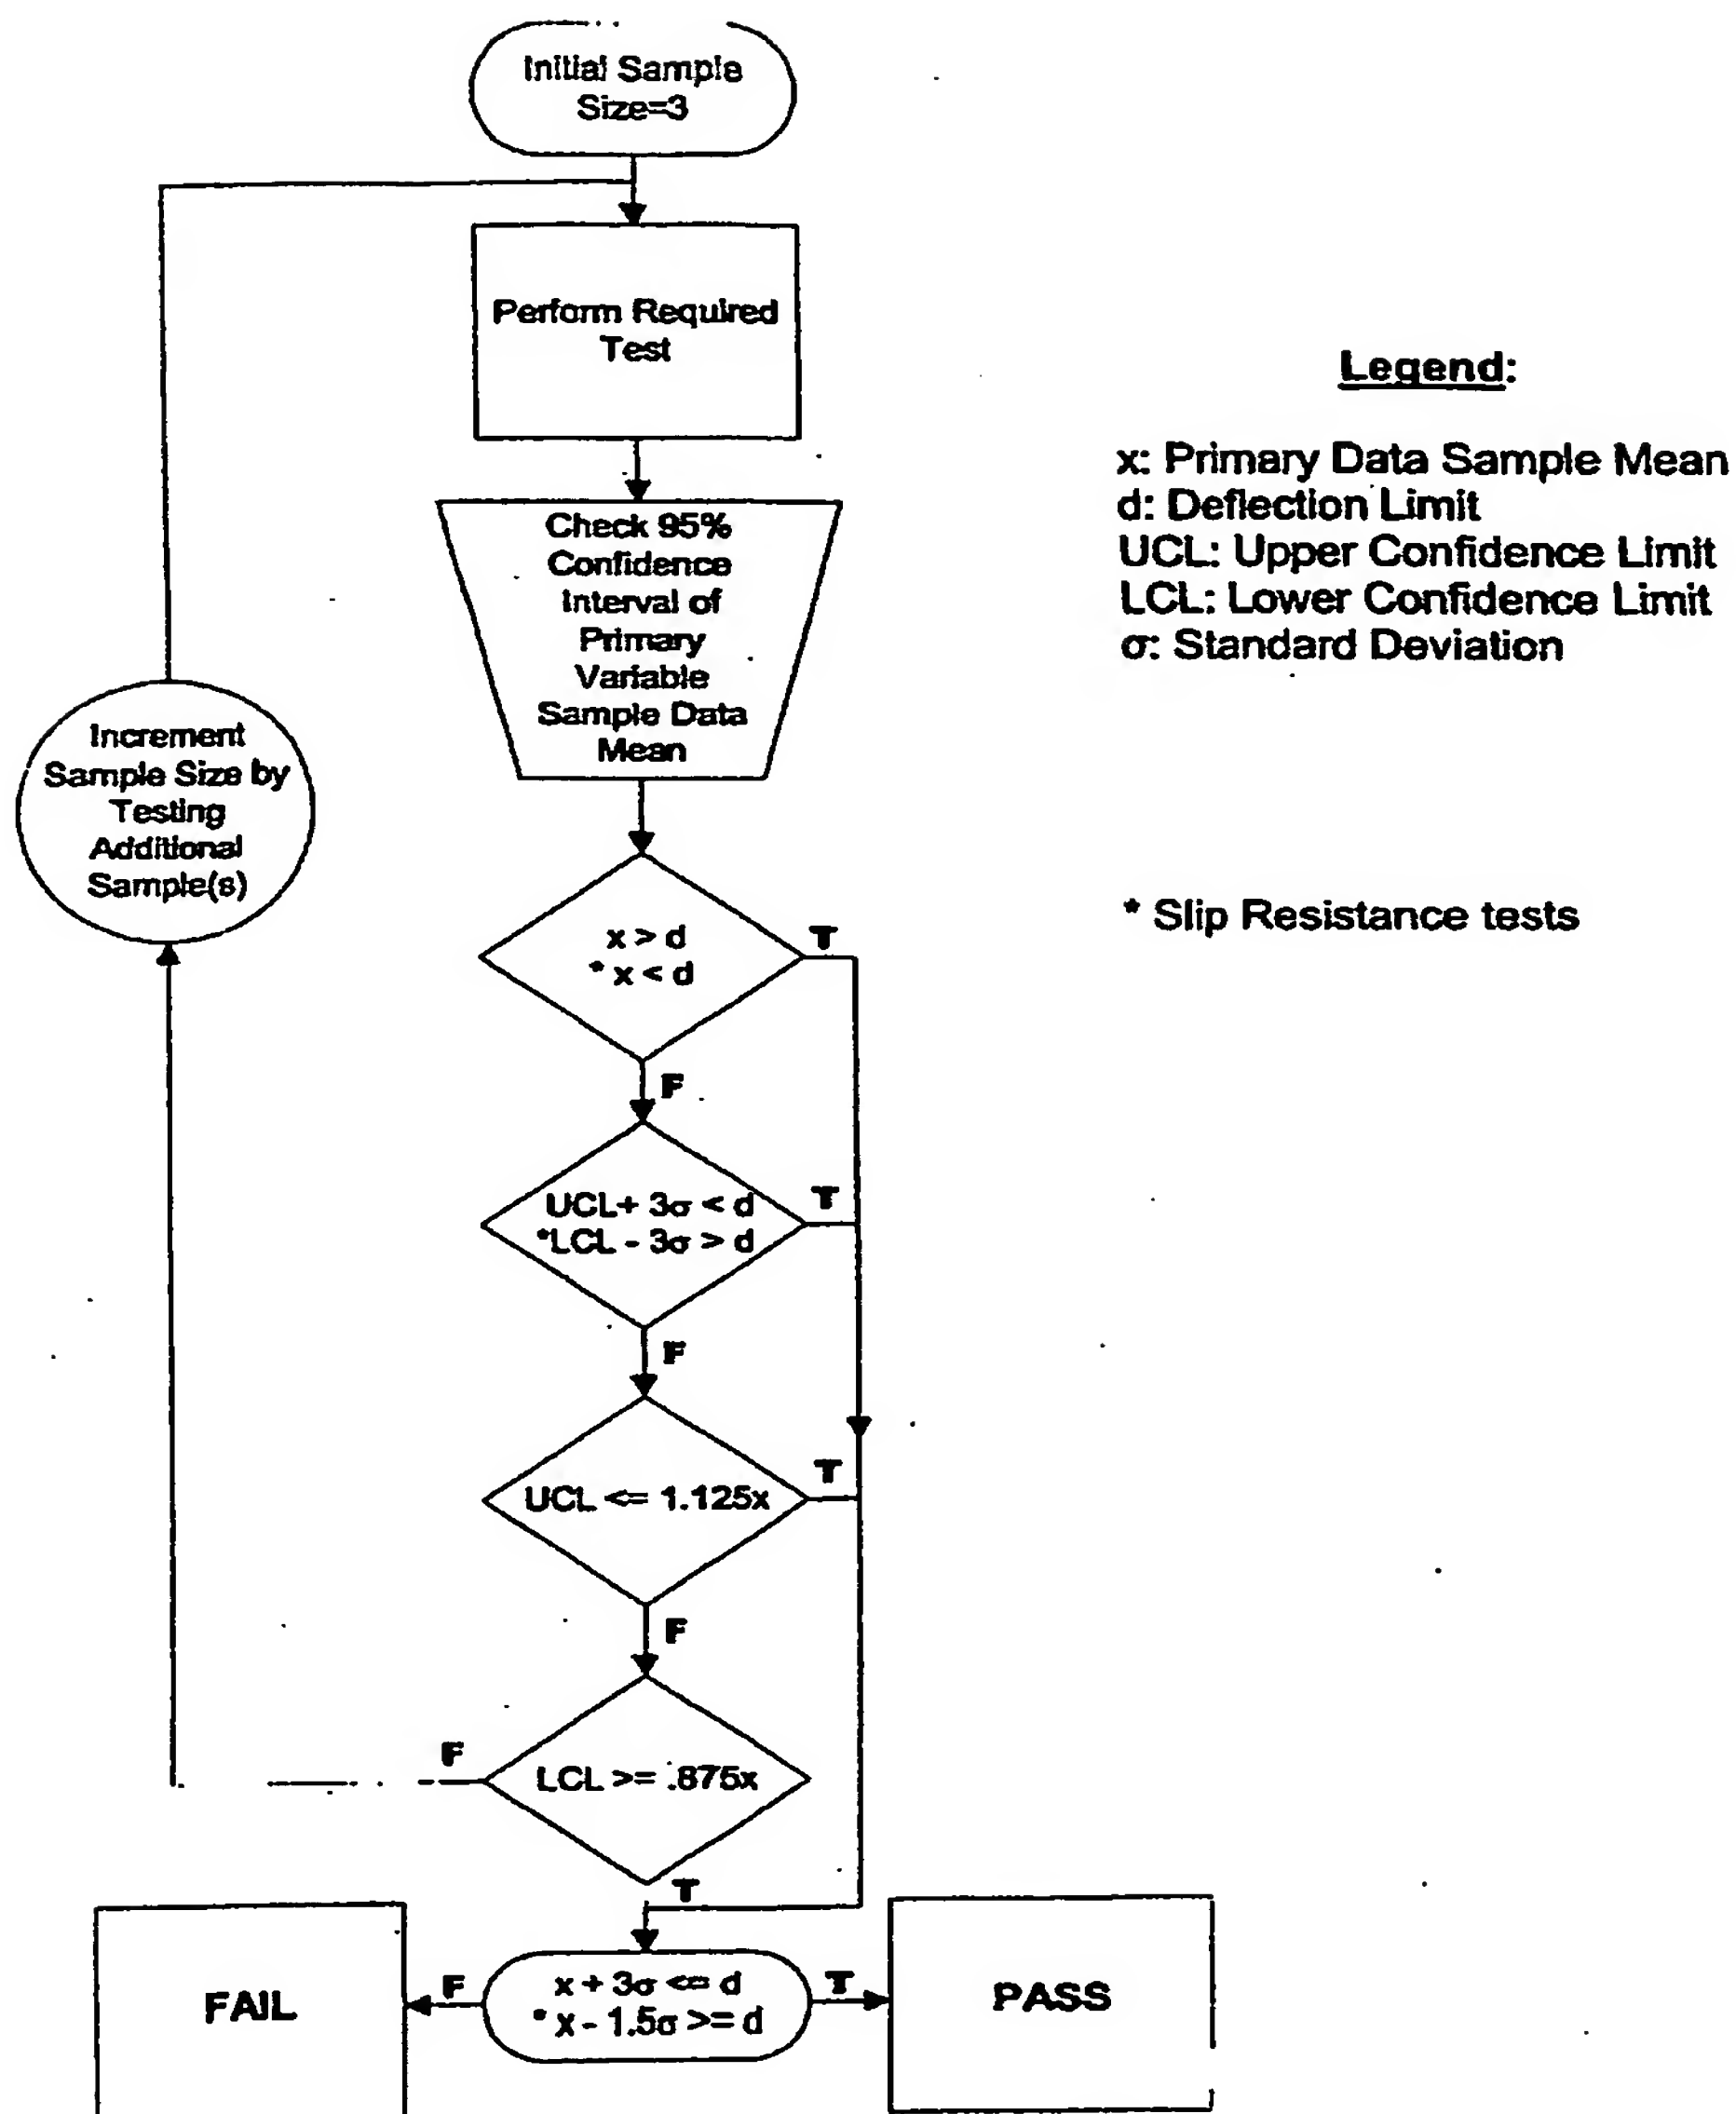 Initial Sample
Size=3
Perform Required
Test
Legend:
x: Primary Data Sample Mean
d: Deflection Limit
UCL: Upper Confidence Limit
LCL: Lower Confidence Limit
σ: Standard Deviation
Check 95%
Confidence
Interval of
Primary
Variable
Sample Data
Mean
Increment
Sample Size by
Testing
Additional
Sample(s)
* Slip Resistance tests
x > d
* x < d
T
F
UCL+ 3σ < d
*LCL - 3σ > d
T
F
UCL <= 1.125x
T
F
LCL >= .875x
F
T
FAIL
F
x + 3σ <= d
* x - 1.5σ >= d
T
PASS